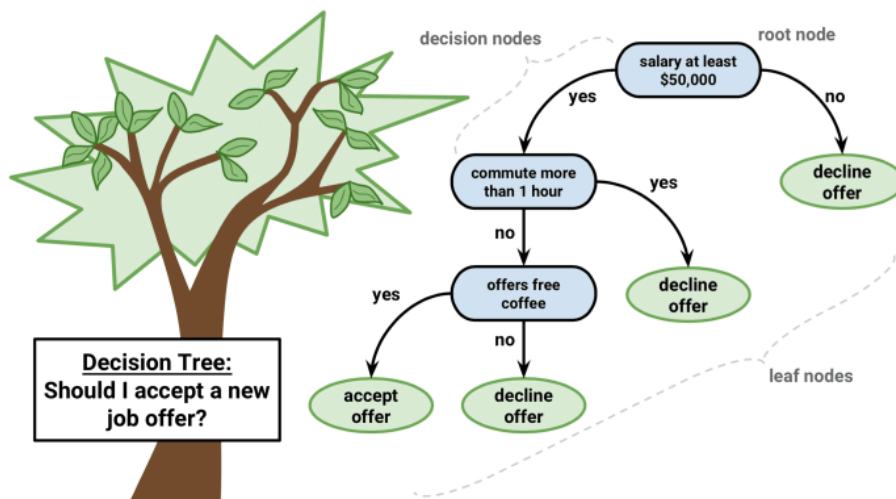 decision nodes
root node
salary at least
$50,000
yes
no
commute more
than 1 hour
yes
decline
offer
no
offers free
coffee
decline
offer
yes
no
Decision Tree:
Should I accept a new
job offer?
accept
offer
decline
offer
leaf nodes